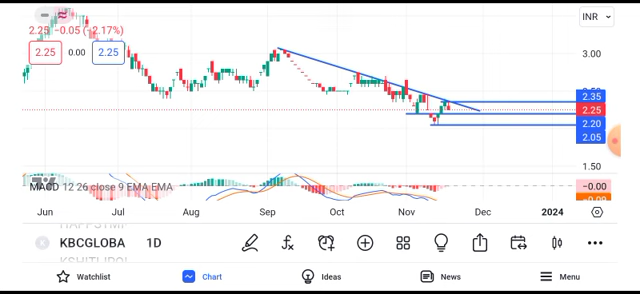 INR
2.25 −0.05 (−2.17%)
2.25 0.00 2.25
3.00
2.35
2.25
2.20
2.05
1.50
MACD 12 26 close 9 EMA EMA
−0.00
Jun Jul Aug Sep Oct Nov Dec 2024
KBCGLOBA 1D
Watchlist Chart Ideas News Menu